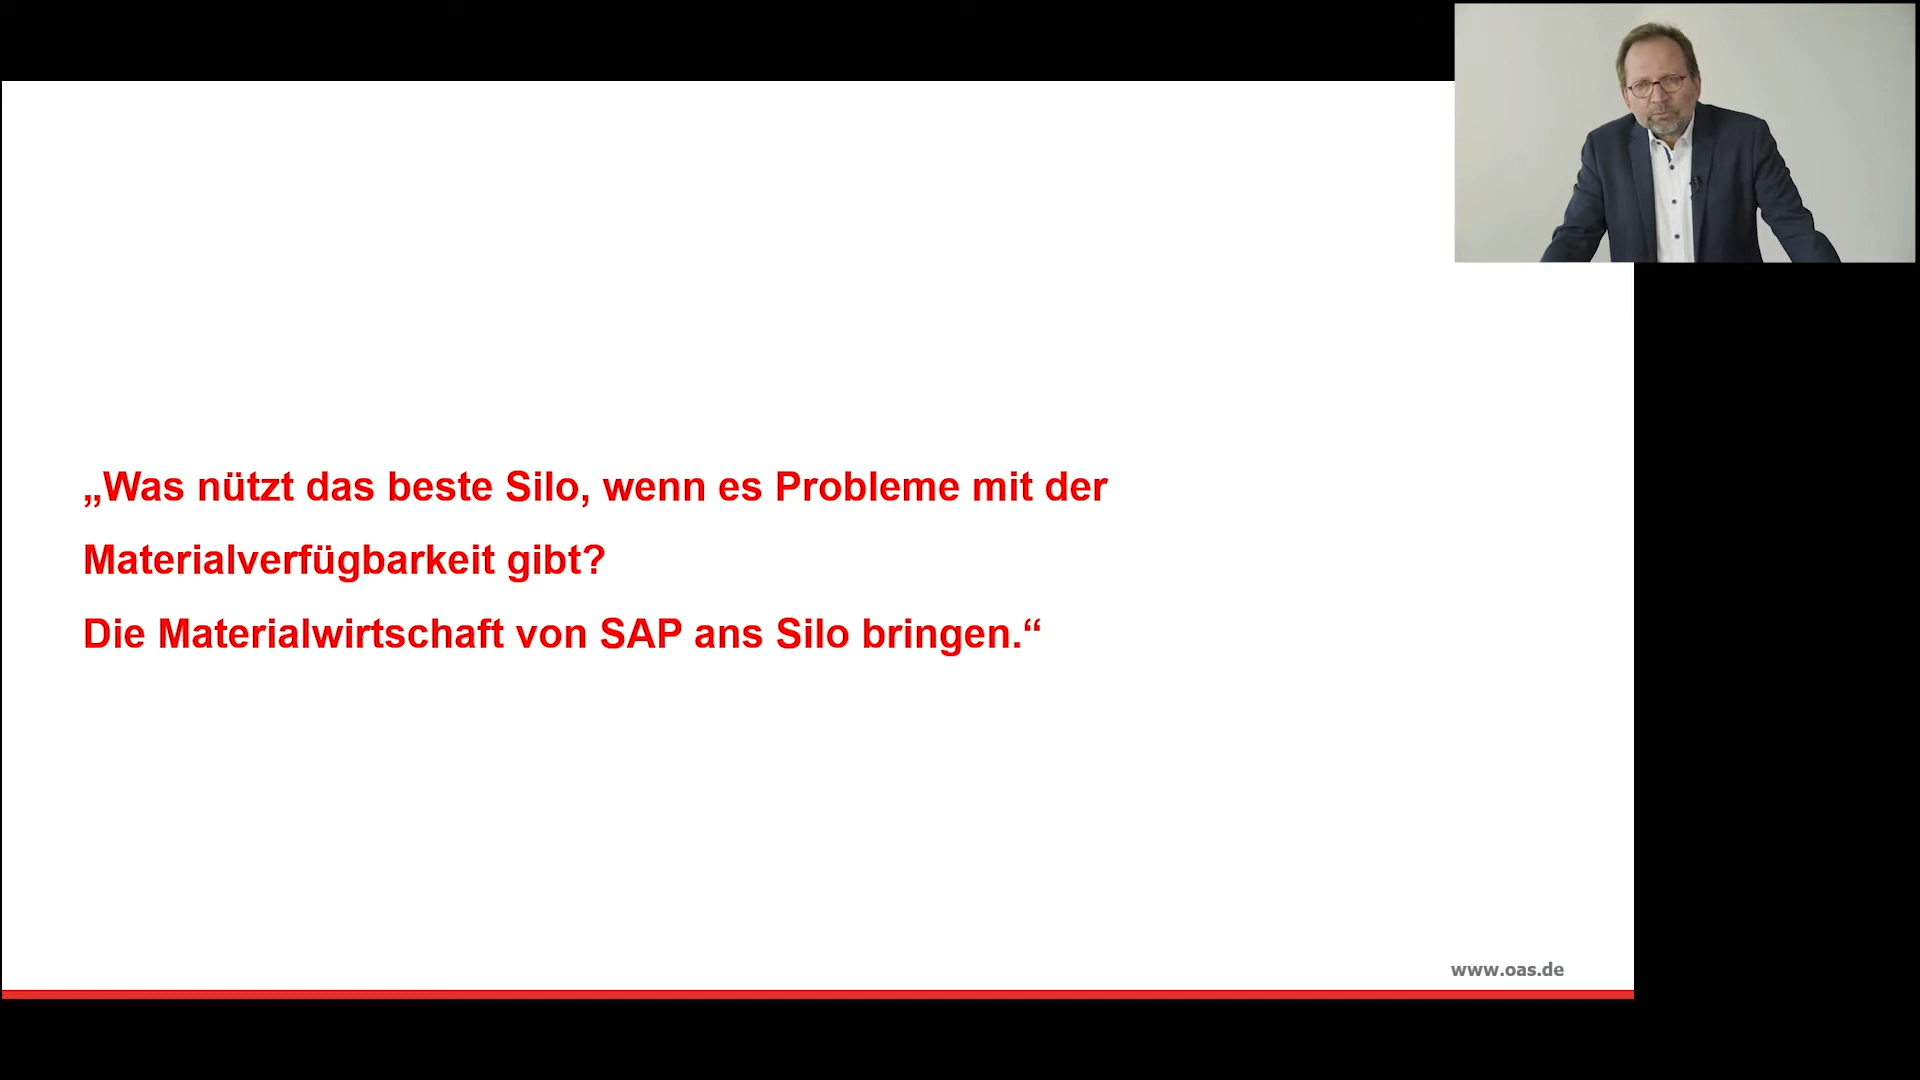 „Was nützt das beste Silo, wenn es Probleme mit der
Materialverfügbarkeit gibt?
Die Materialwirtschaft von SAP ans Silo bringen.“
www.oas.de